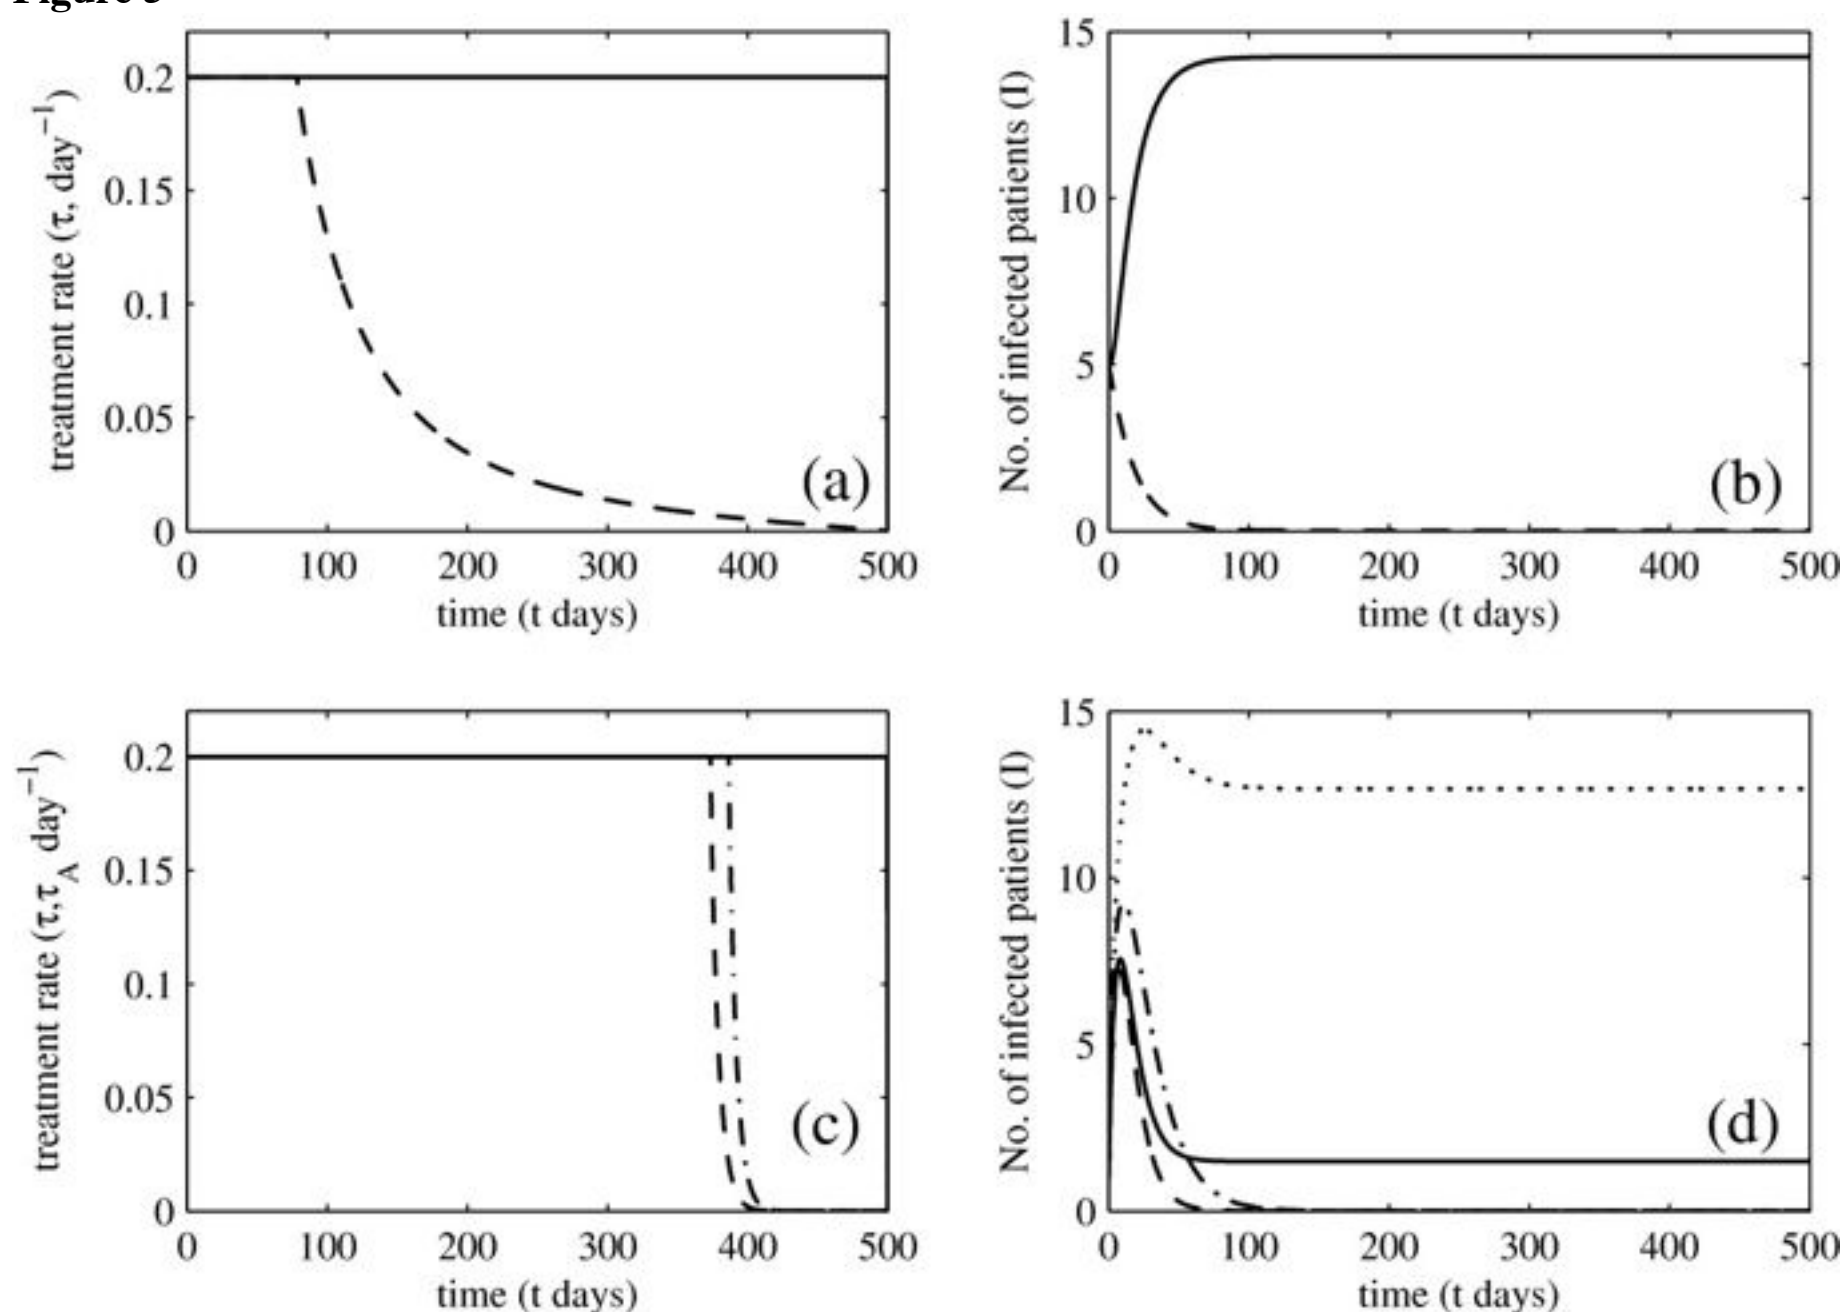 Figure 3
0.2
0.15
0.1
0.05
0
0 100 200 300 400 500
treatment rate (τ, day⁻¹)
time (t days)
(a)
15
10
5
0
0 100 200 300 400 500
No. of infected patients (I)
time (t days)
(b)
0.2
0.15
0.1
0.05
0
0 100 200 300 400 500
treatment rate (τ,τ_A day⁻¹)
time (t days)
(c)
15
10
5
0
0 100 200 300 400 500
No. of infected patients (I)
time (t days)
(d)